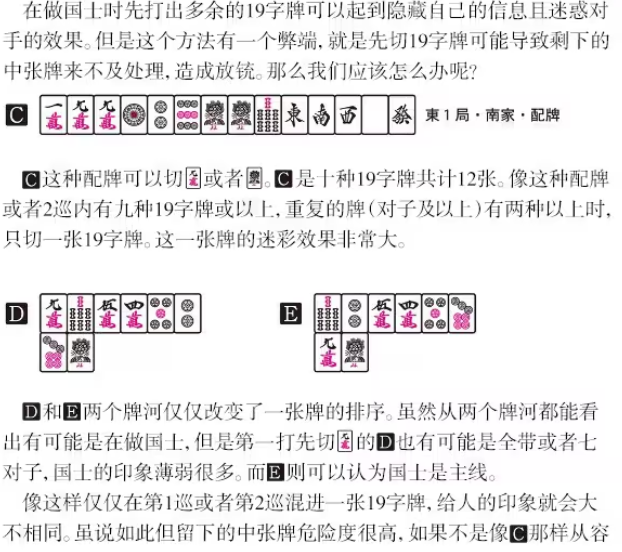 在做国士时先打出多余的19字牌可以起到隐藏自己的信息且迷惑对
手的效果。但是这个方法有一个弊端，就是先切19字牌可能导致剩下的
中张牌来不及处理，造成放铳。那么我们应该怎么办呢？
C 一萬 九萬 九萬 東 南 西 發 東1局·南家·配牌
C这种配牌可以切九萬或者。C是十种19字牌共计12张。像这种配牌
或者2巡内有九种19字牌或以上，重复的牌（对子及以上）有两种以上时，
只切一张19字牌。这一张牌的迷彩效果非常大。
D 九萬 伍萬 四萬
E 伍萬 四萬
九萬
D和E两个牌河仅仅改变了一张牌的排序。虽然从两个牌河都能看
出有可能是在做国士，但是第一打先切九萬的D也有可能是全带或者七
对子，国士的印象薄弱很多。而E则可以认为国士是主线。
像这样仅仅在第1巡或者第2巡混进一张19字牌，给人的印象就会大
不相同。虽说如此但留下的中张牌危险度很高，如果不是像C那样从容